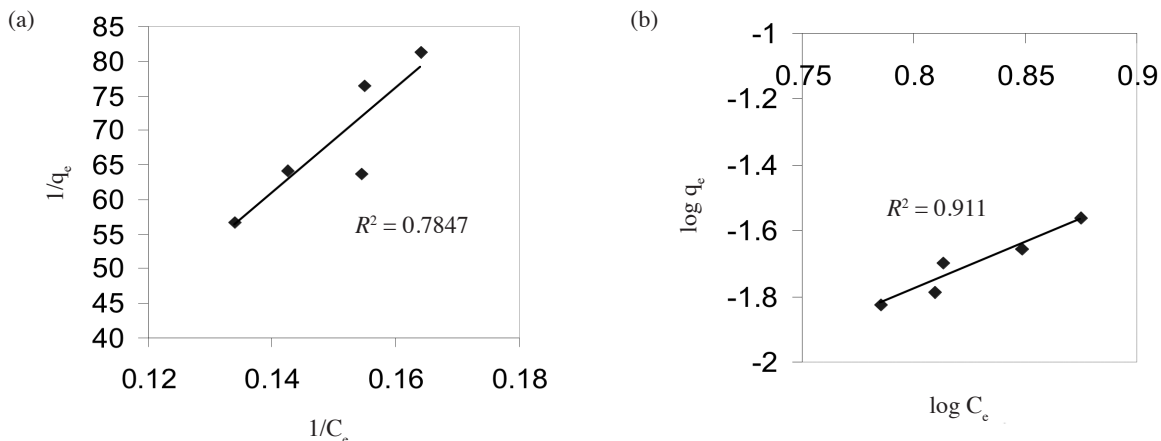 (a)
85
80
75
70
65
60
55
50
45
40
1/qe
R² = 0.7847
0.12 0.14 0.16 0.18
1/Ce
(b)
-1
0.75 0.8 0.85 0.9
-1.2
-1.4
-1.6
-1.8
-2
log qe
R² = 0.911
log Ce